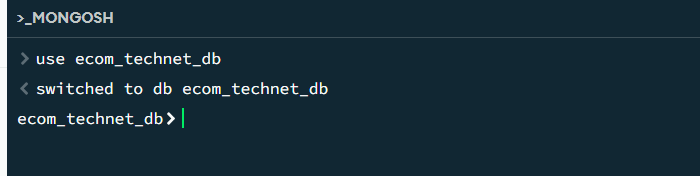 >_MONGOSH
> use ecom_technet_db
< switched to db ecom_technet_db
ecom_technet_db>